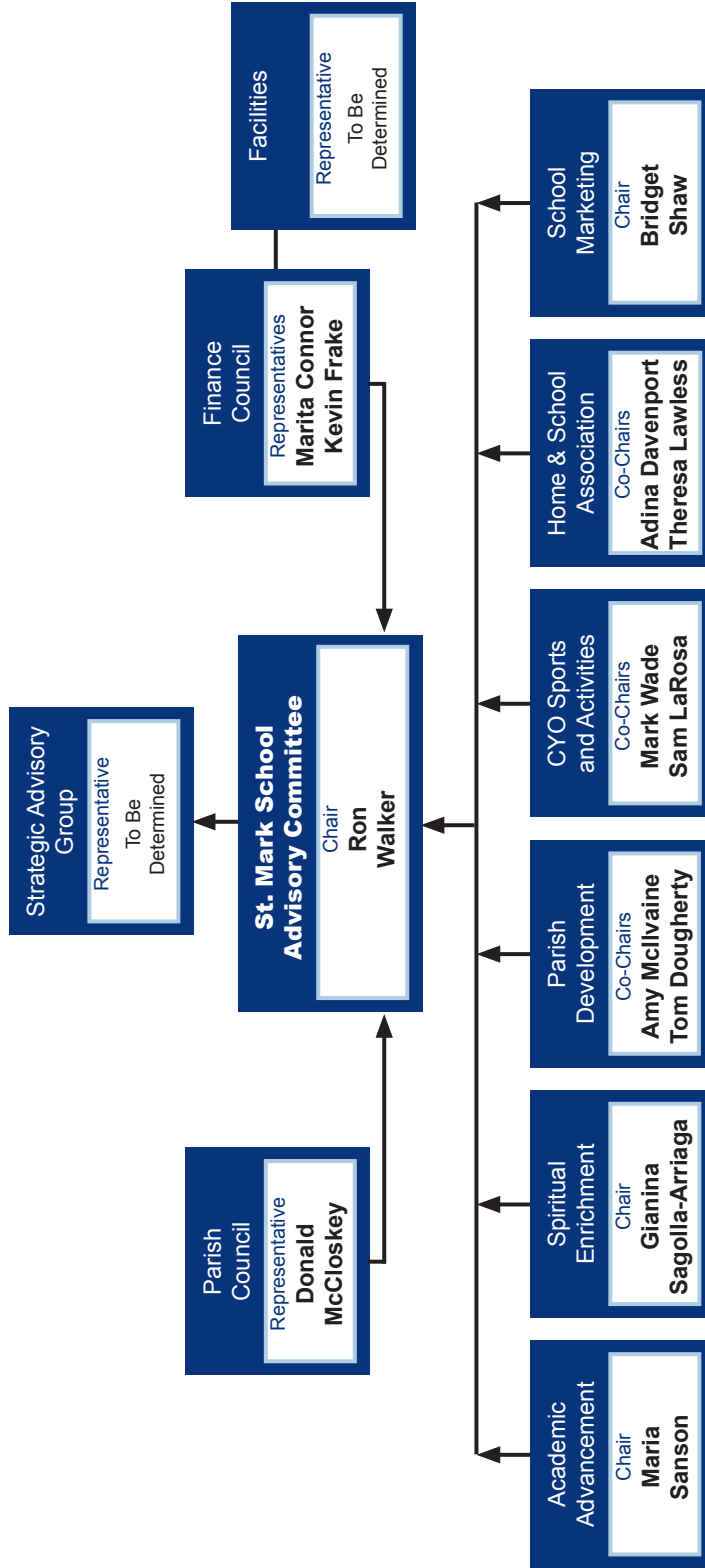 Strategic Advisory
Group
Representative
To Be
Determined
Parish
Council
Representative
Donald
McCloskey
St. Mark School
Advisory Committee
Chair
Ron
Walker
Finance
Council
Representatives
Marita Connor
Kevin Frake
Facilities
Representative
To Be
Determined
Academic
Advancement
Chair
Maria
Sanson
Spiritual
Enrichment
Chair
Gianina
Sagolla-Arriaga
Parish
Development
Co-Chairs
Amy McIlvaine
Tom Dougherty
CYO Sports
and Activities
Co-Chairs
Mark Wade
Sam LaRosa
Home & School
Association
Co-Chairs
Adina Davenport
Theresa Lawless
School
Marketing
Chair
Bridget
Shaw